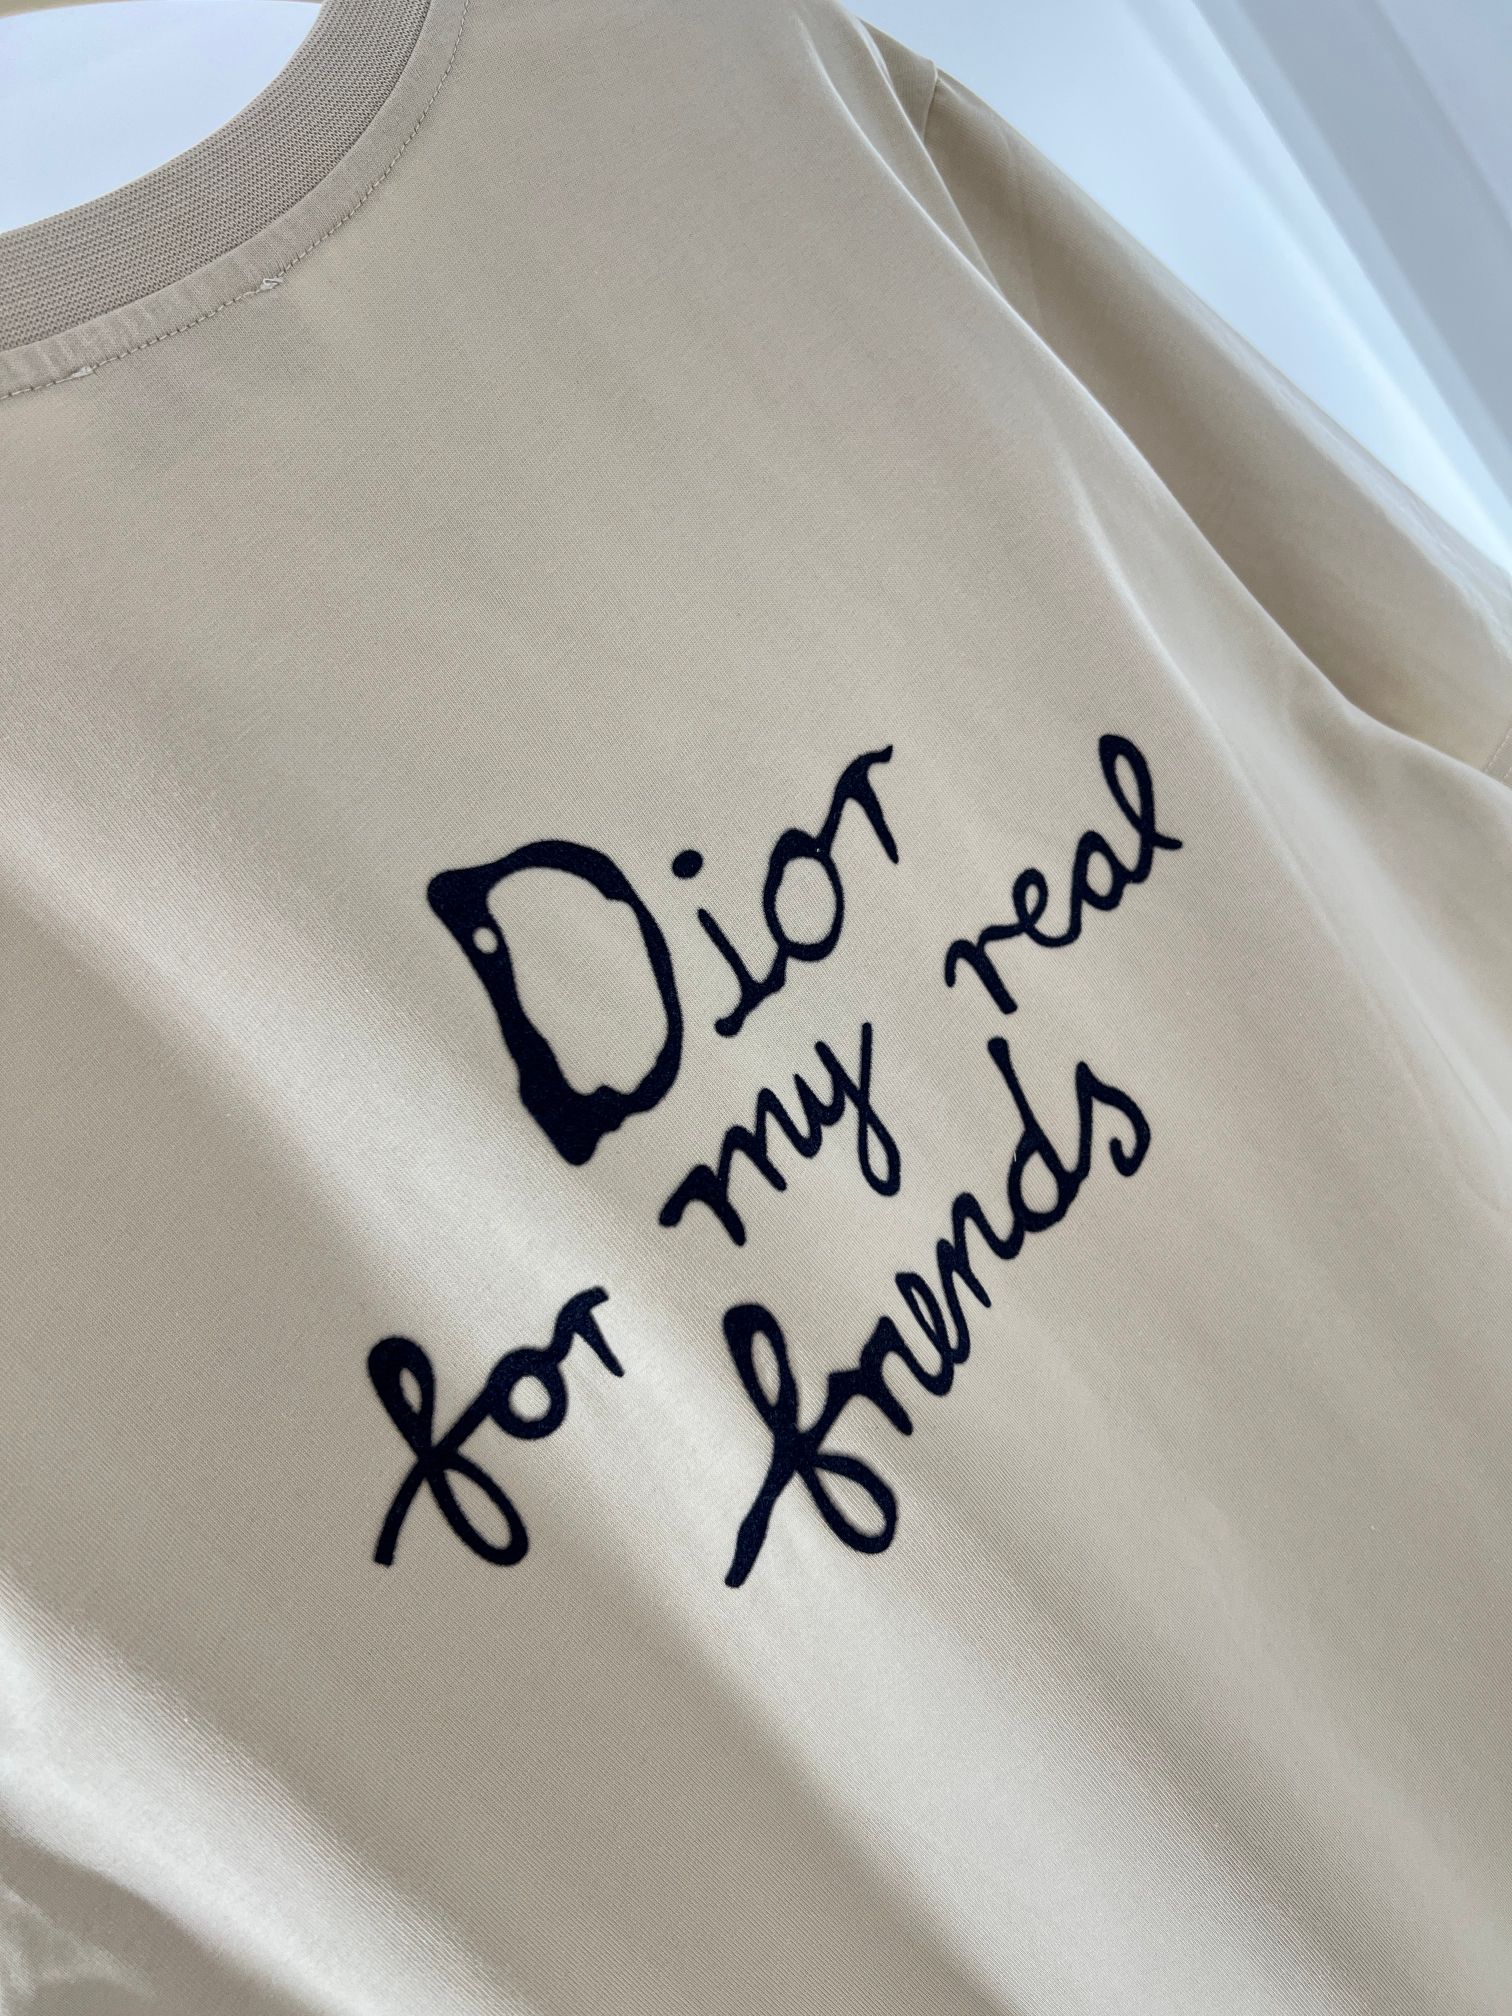 Dior
for my real
friends